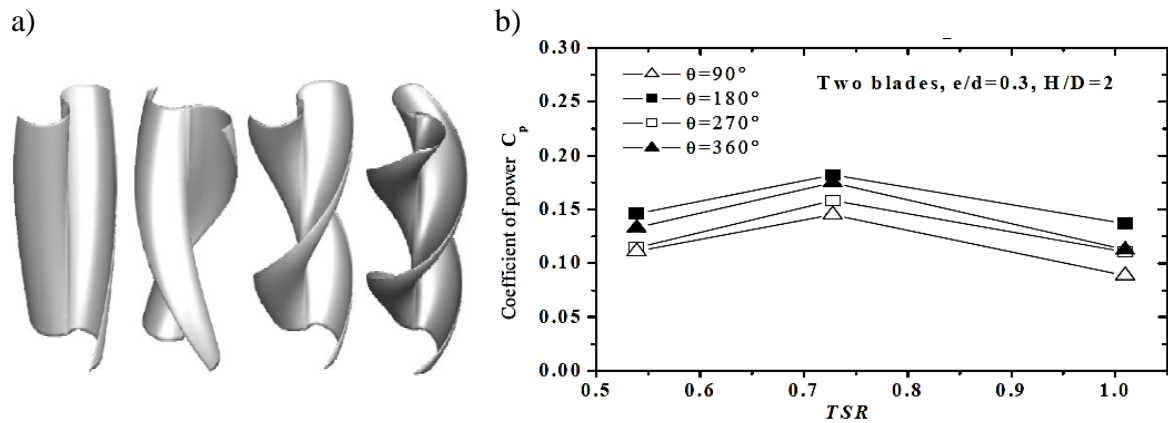 a)
b)
0.30
0.25
0.20
0.15
0.10
0.05
0.00
Coefficient of power Cp
θ=90°
θ=180°
θ=270°
θ=360°
Two blades, e/d=0.3, H/D=2
0.5 0.6 0.7 0.8 0.9 1.0
TSR